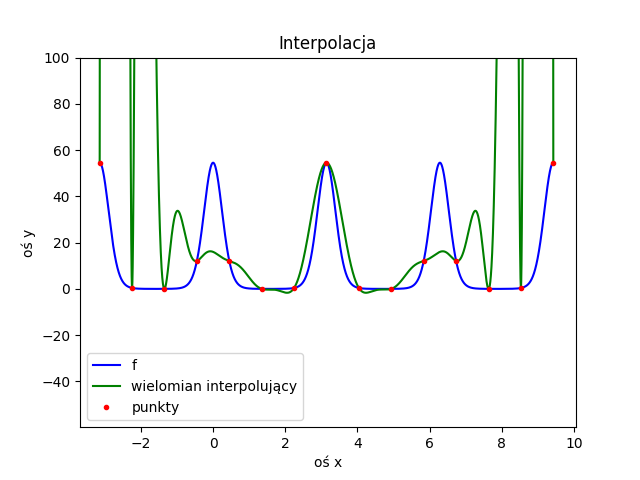 Interpolacja
100
80
60
40
20
0
−20
−40
oś y
f
wielomian interpolujący
punkty
−2 0 2 4 6 8 10
oś x